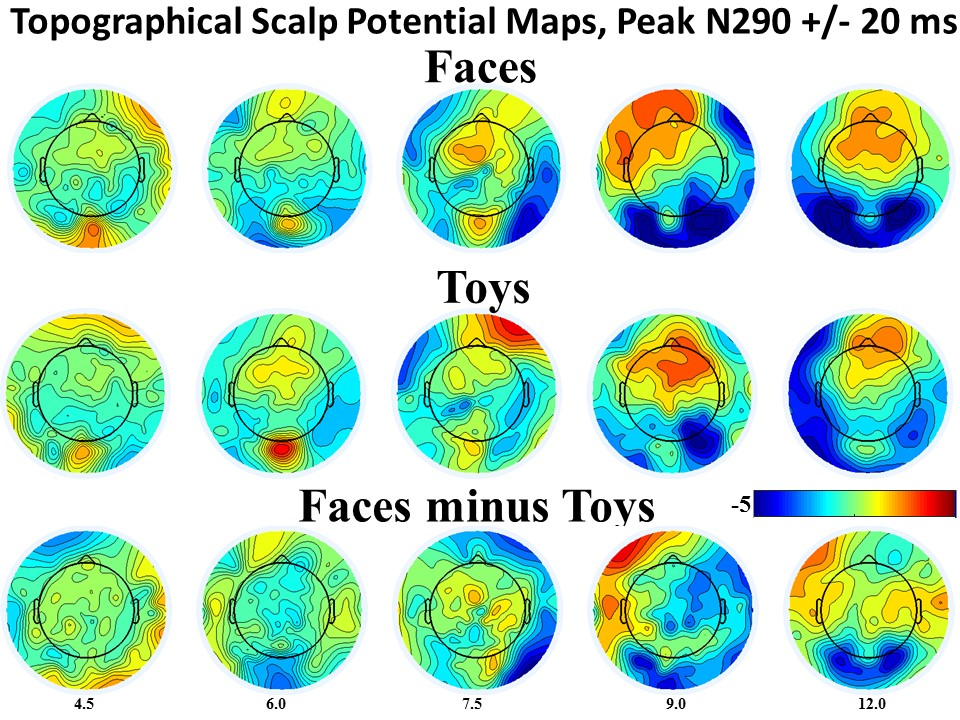 Topographical Scalp Potential Maps, Peak N290 +/- 20 ms
Faces
Toys
Faces minus Toys
-5
4.5 6.0 7.5 9.0 12.0